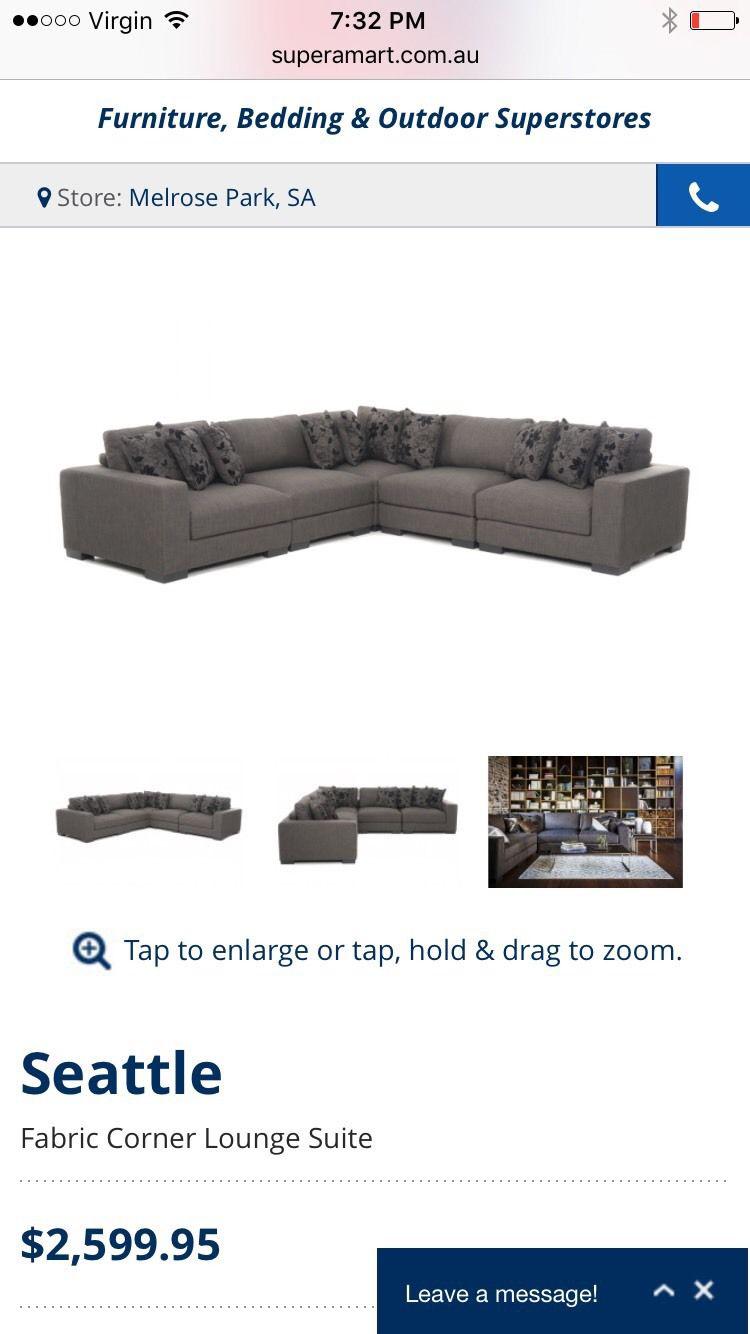 Virgin 7:32 PM
superamart.com.au
Furniture, Bedding & Outdoor Superstores
Store: Melrose Park, SA
Tap to enlarge or tap, hold & drag to zoom.
Seattle
Fabric Corner Lounge Suite
$2,599.95
Leave a message!